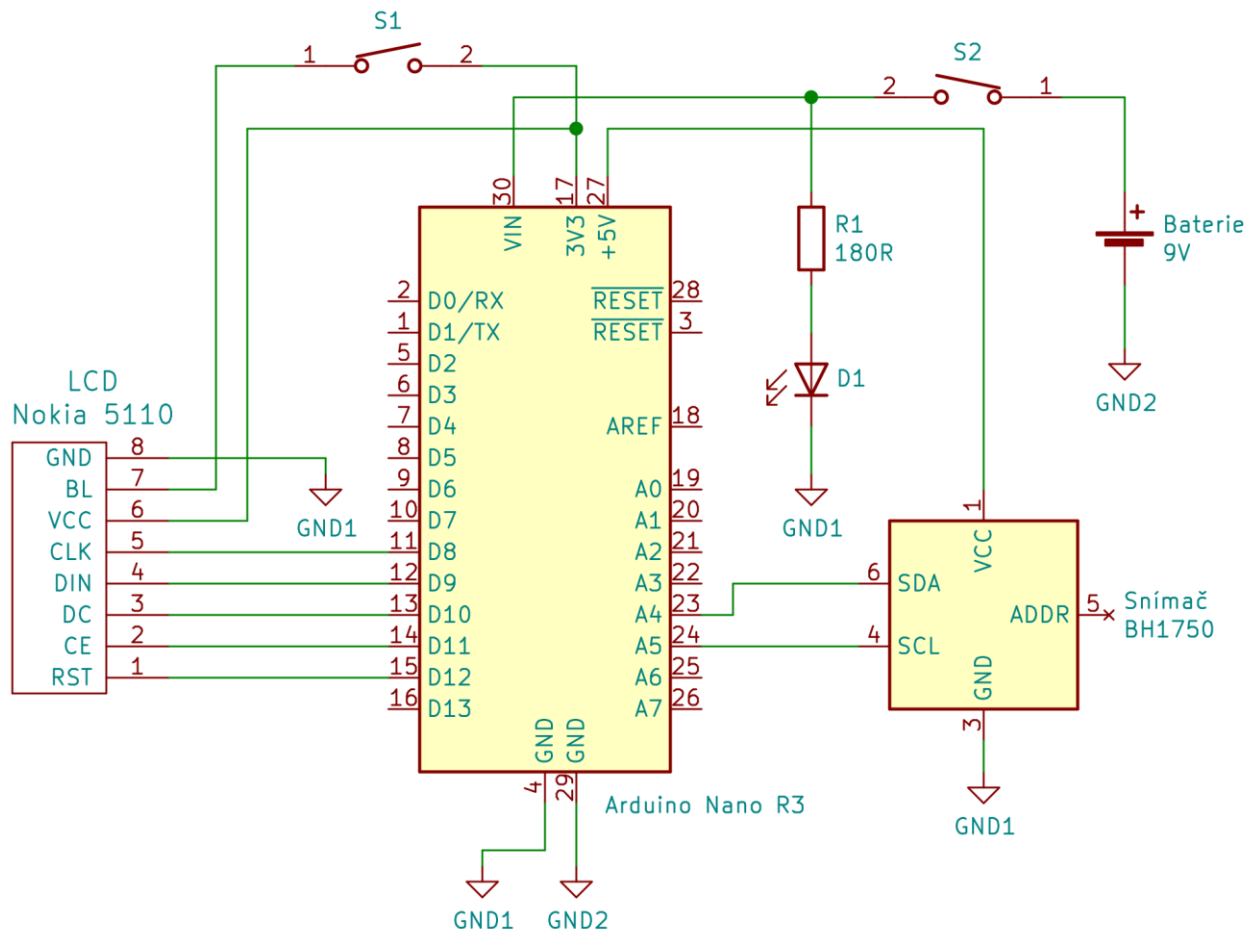 S1
1 2
S2
2 1
30 17 27
VIN 3V3 +5V
R1
180R
Baterie
9V
+
GND2
D1
GND1
LCD
Nokia 5110
GND 8
BL 7
VCC 6
CLK 5
DIN 4
DC 3
CE 2
RST 1
GND1
2 D0/RX
1 D1/TX
5 D2
6 D3
7 D4
8 D5
9 D6
10 D7
11 D8
12 D9
13 D10
14 D11
15 D12
16 D13
RESET 28
RESET 3
AREF 18
A0 19
A1 20
A2 21
A3 22
A4 23
A5 24
A6 25
A7 26
GND GND
4 29
Arduino Nano R3
GND1 GND2
1
VCC
6 SDA
4 SCL
ADDR 5
GND
3
Snímač
BH1750
GND1